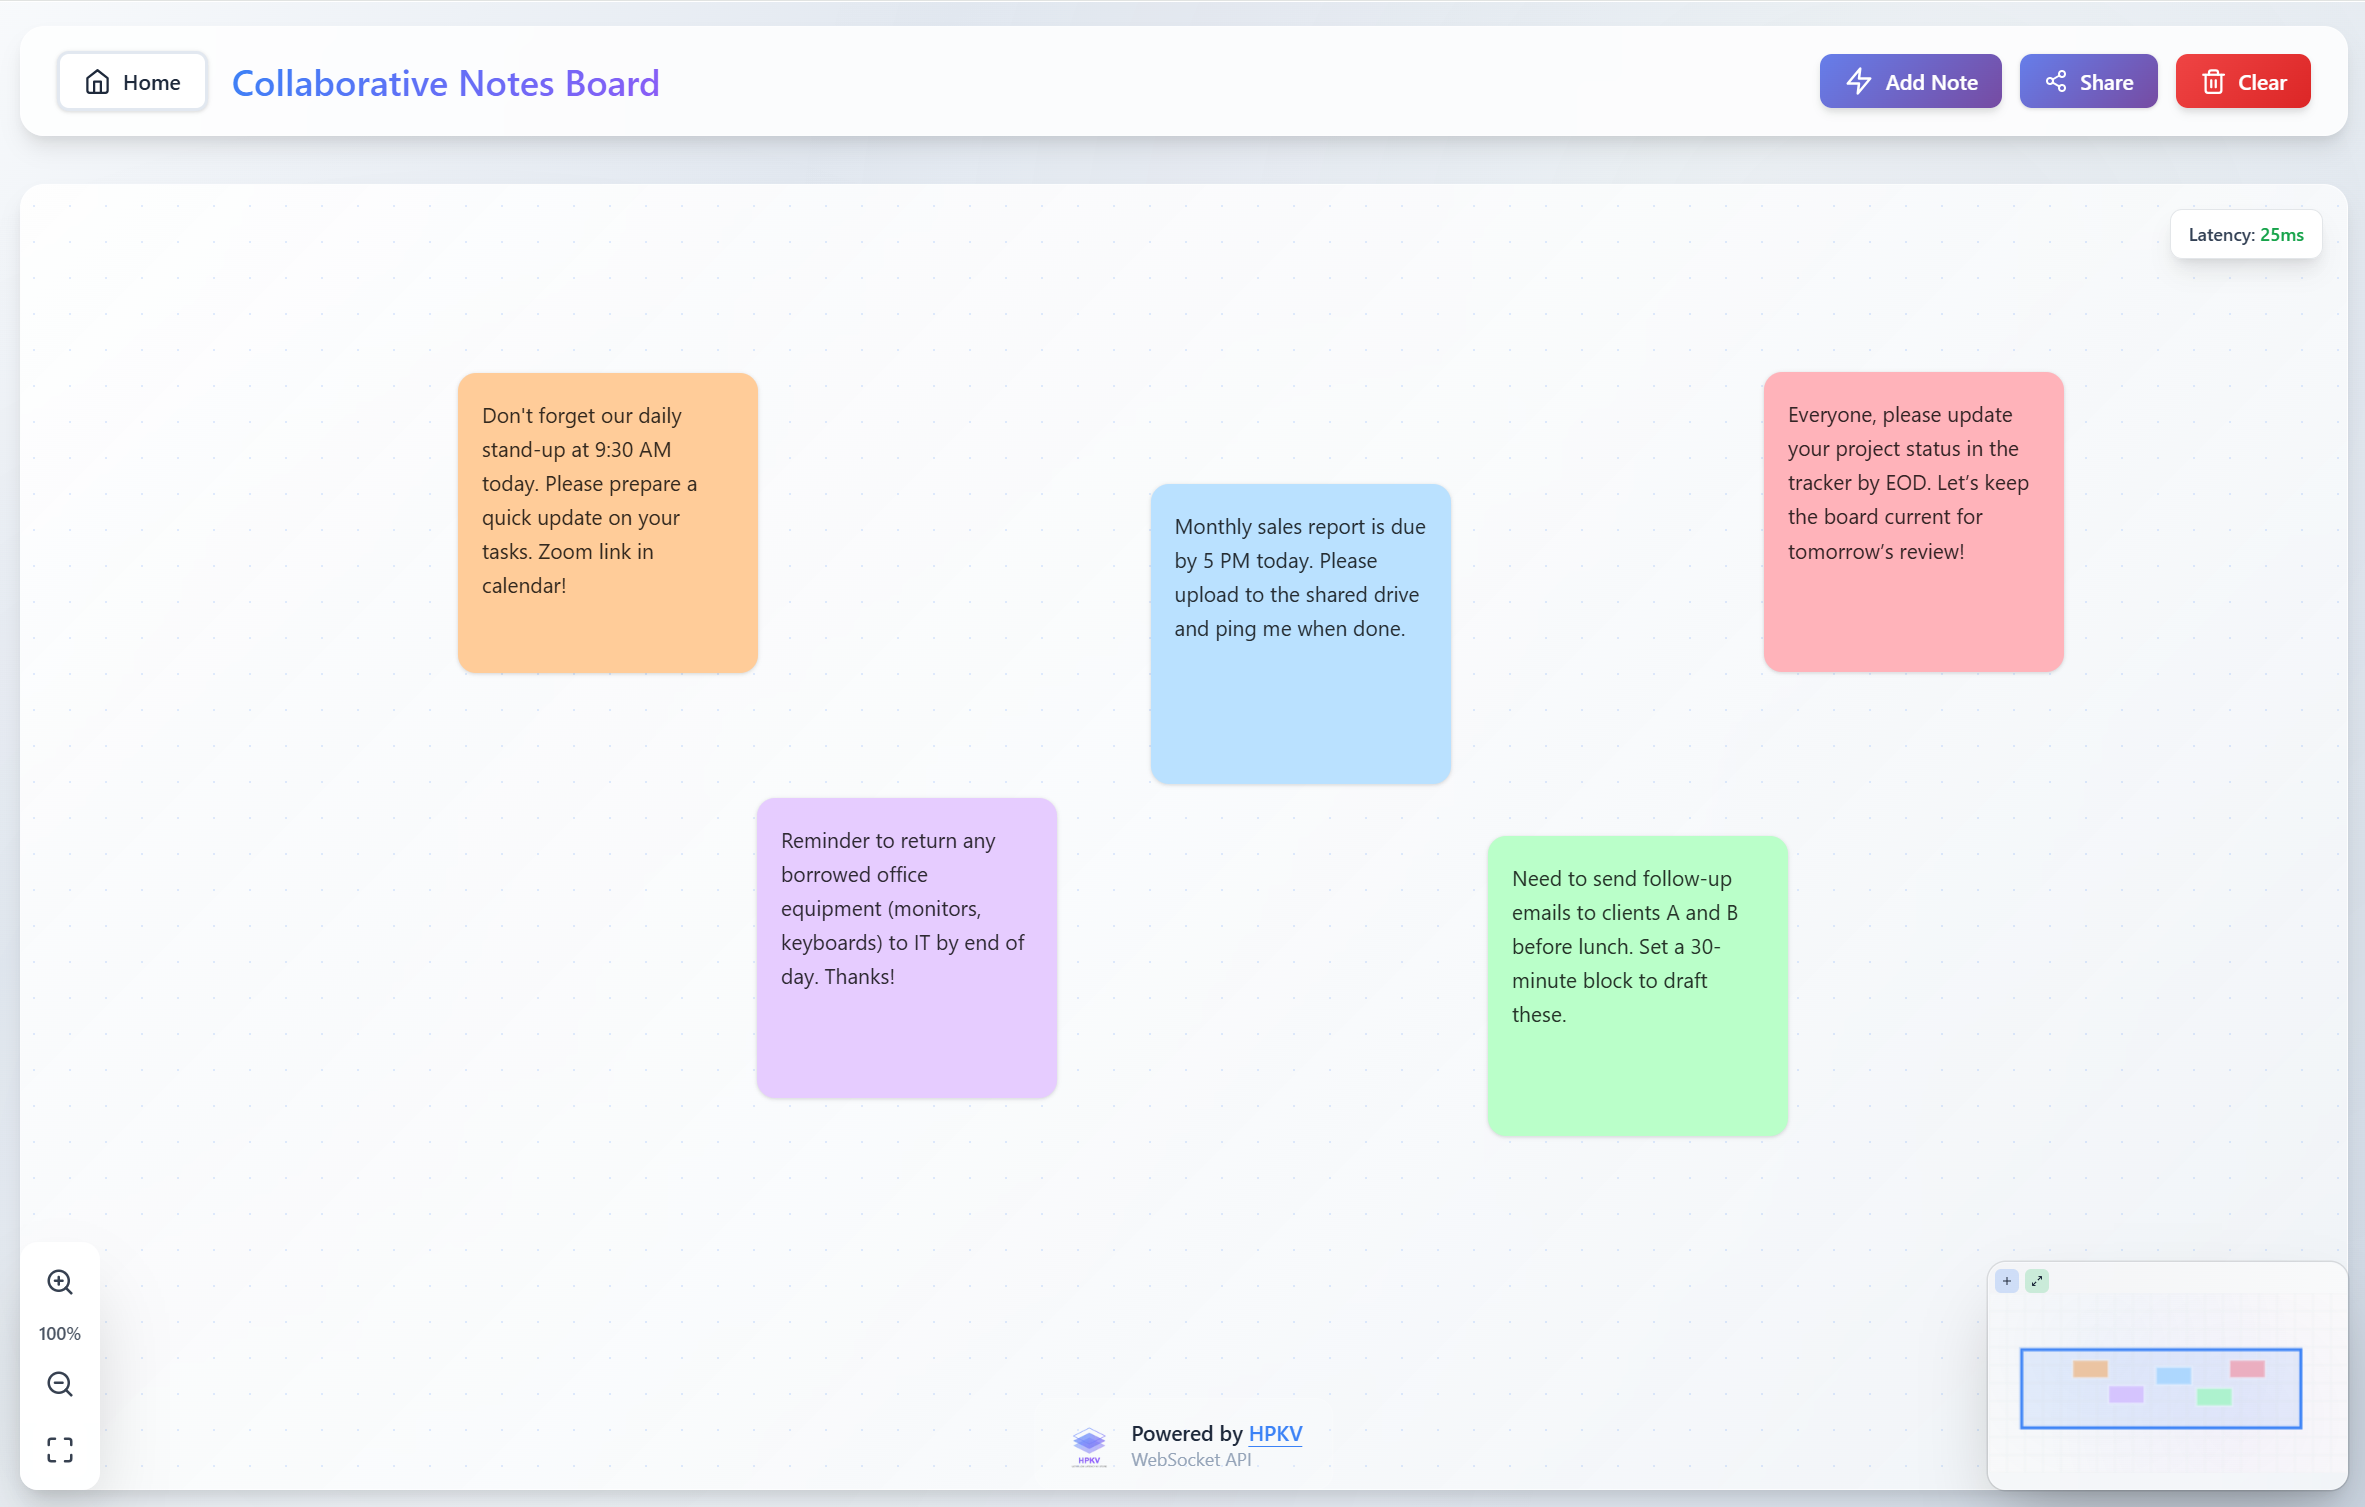 Home
Collaborative Notes Board
Add Note
Share
Clear
Latency: 25ms
Don't forget our daily
stand-up at 9:30 AM
today. Please prepare a
quick update on your
tasks. Zoom link in
calendar!
Monthly sales report is due
by 5 PM today. Please
upload to the shared drive
and ping me when done.
Everyone, please update
your project status in the
tracker by EOD. Let’s keep
the board current for
tomorrow’s review!
Reminder to return any
borrowed office
equipment (monitors,
keyboards) to IT by end of
day. Thanks!
Need to send follow-up
emails to clients A and B
before lunch. Set a 30-
minute block to draft
these.
100%
HPKV
Powered by HPKV
WebSocket API